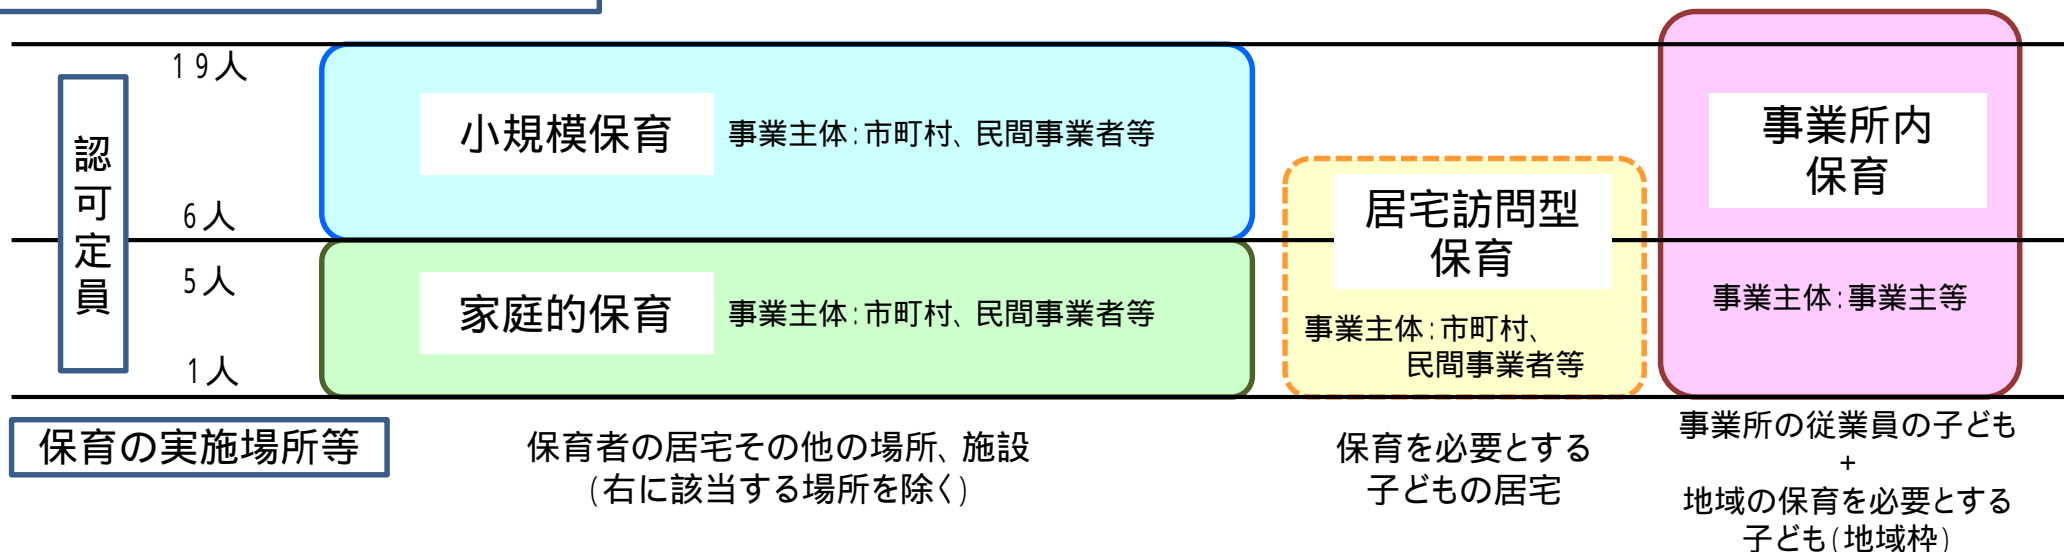 認可定員
19人
6人
5人
1人
小規模保育
事業主体:市町村、民間事業者等
家庭的保育
事業主体:市町村、民間事業者等
居宅訪問型
保育
事業主体:市町村、
民間事業者等
事業所内
保育
事業主体:事業主等
保育の実施場所等
保育者の居宅その他の場所、施設
(右に該当する場所を除く)
保育を必要とする
子どもの居宅
事業所の従業員の子ども
+
地域の保育を必要とする
子ども(地域枠)